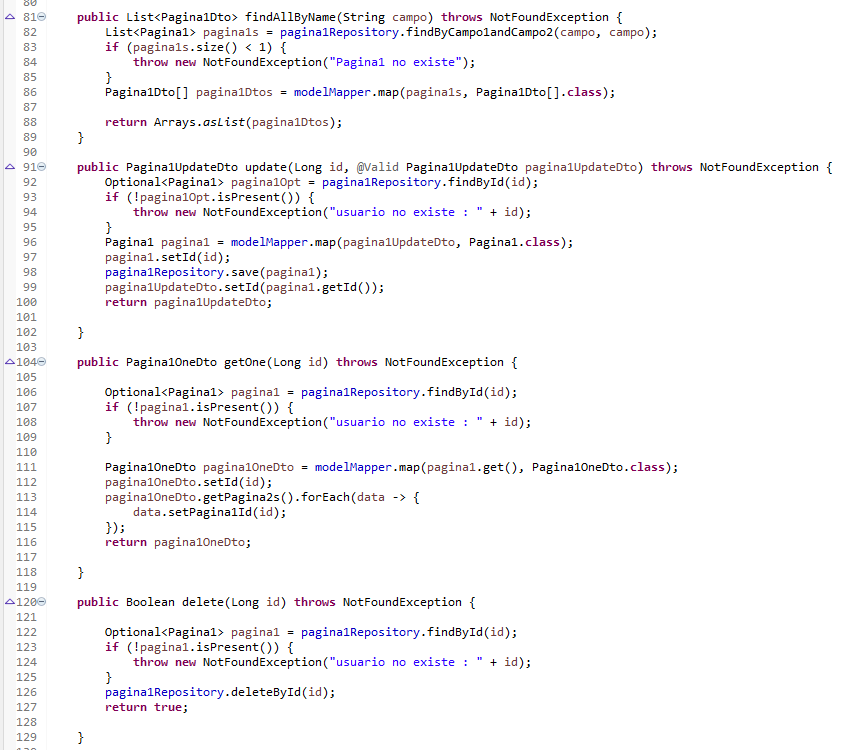 80
81 public List<Pagina1Dto> findAllByName(String campo) throws NotFoundException {
82 List<Pagina1> pagina1s = pagina1Repository.findByCampo1andCampo2(campo, campo);
83 if (pagina1s.size() < 1) {
84 throw new NotFoundException("Pagina1 no existe");
85 }
86 Pagina1Dto[] pagina1Dtos = modelMapper.map(pagina1s, Pagina1Dto[].class);
87
88 return Arrays.asList(pagina1Dtos);
89 }
90
91 public Pagina1UpdateDto update(Long id, @Valid Pagina1UpdateDto pagina1UpdateDto) throws NotFoundException {
92 Optional<Pagina1> pagina1Opt = pagina1Repository.findById(id);
93 if (!pagina1Opt.isPresent()) {
94 throw new NotFoundException("usuario no existe : " + id);
95 }
96 Pagina1 pagina1 = modelMapper.map(pagina1UpdateDto, Pagina1.class);
97 pagina1.setId(id);
98 pagina1Repository.save(pagina1);
99 pagina1UpdateDto.setId(pagina1.getId());
100 return pagina1UpdateDto;
101
102 }
103
104 public Pagina1OneDto getOne(Long id) throws NotFoundException {
105
106 Optional<Pagina1> pagina1 = pagina1Repository.findById(id);
107 if (!pagina1.isPresent()) {
108 throw new NotFoundException("usuario no existe : " + id);
109 }
110
111 Pagina1OneDto pagina1OneDto = modelMapper.map(pagina1.get(), Pagina1OneDto.class);
112 pagina1OneDto.setId(id);
113 pagina1OneDto.getPagina2s().forEach(data -> {
114 data.setPagina1Id(id);
115 });
116 return pagina1OneDto;
117
118 }
119
120 public Boolean delete(Long id) throws NotFoundException {
121
122 Optional<Pagina1> pagina1 = pagina1Repository.findById(id);
123 if (!pagina1.isPresent()) {
124 throw new NotFoundException("usuario no existe : " + id);
125 }
126 pagina1Repository.deleteById(id);
127 return true;
128
129 }